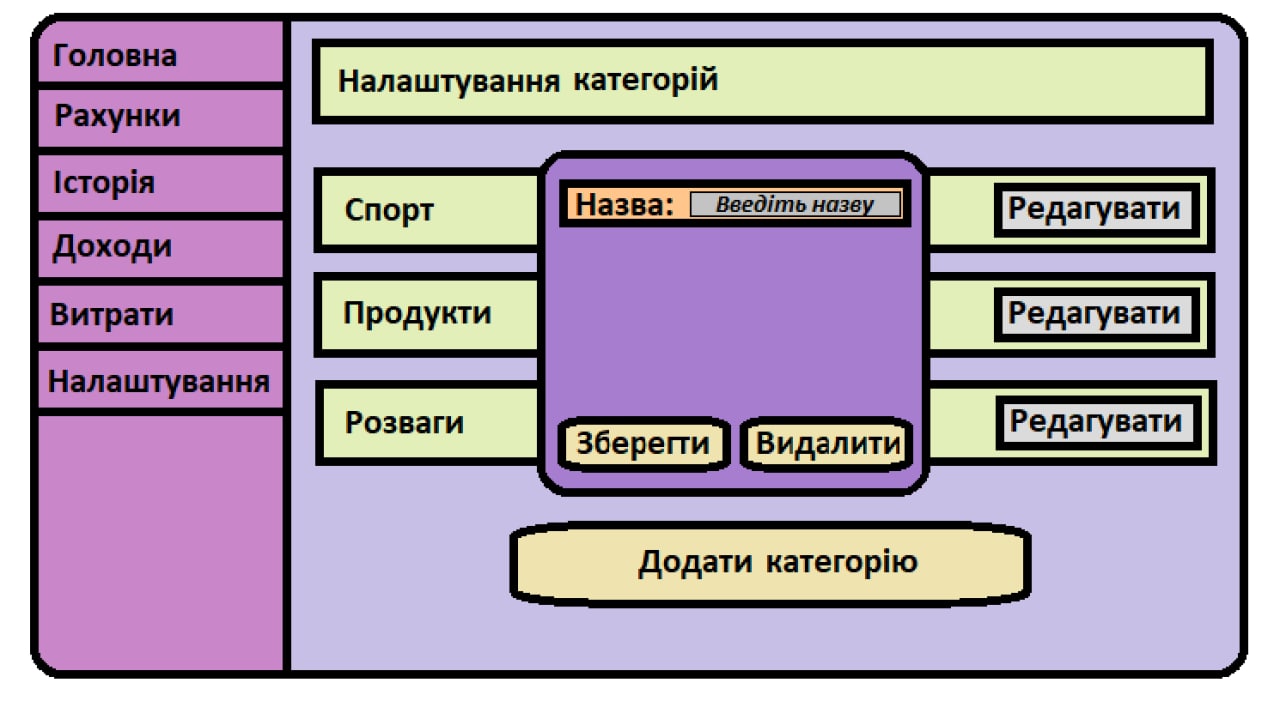 Головна
Рахунки
Історія
Доходи
Витрати
Налаштування
Налаштування категорій
Спорт
Назва: Введіть назву
Редагувати
Продукти
Редагувати
Розваги
Редагувати
Зберегти
Видалити
Додати категорію